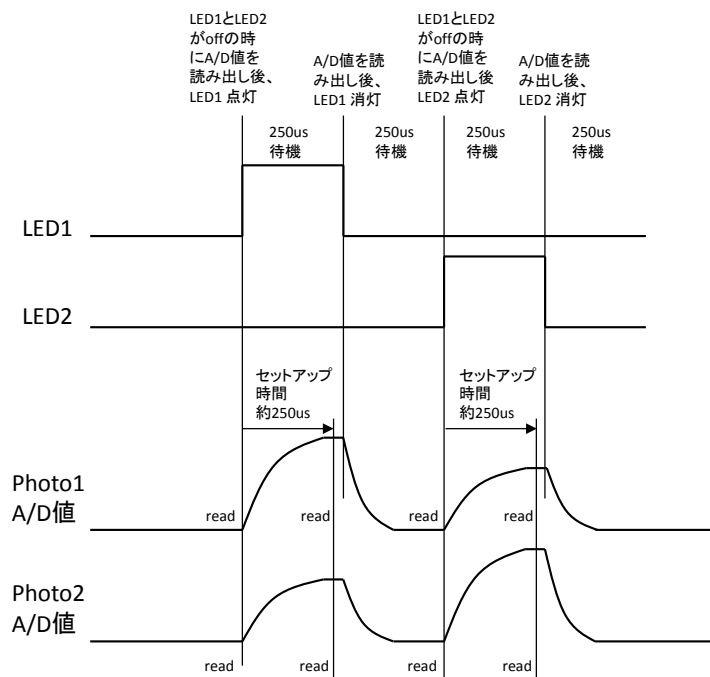 LED1とLED2
がoffの時
にA/D値を
読み出し後、
LED1 点灯
A/D値を読
み出し後、
LED1 消灯
LED1とLED2
がoffの時
にA/D値を
読み出し後
LED2 点灯
A/D値を読
み出し後、
LED2 消灯
250us
待機
250us
待機
250us
待機
250us
待機
LED1
LED2
セットアップ
時間
約250us
セットアップ
時間
約250us
Photo1
A/D値
read
read
read
read
Photo2
A/D値
read
read
read
read